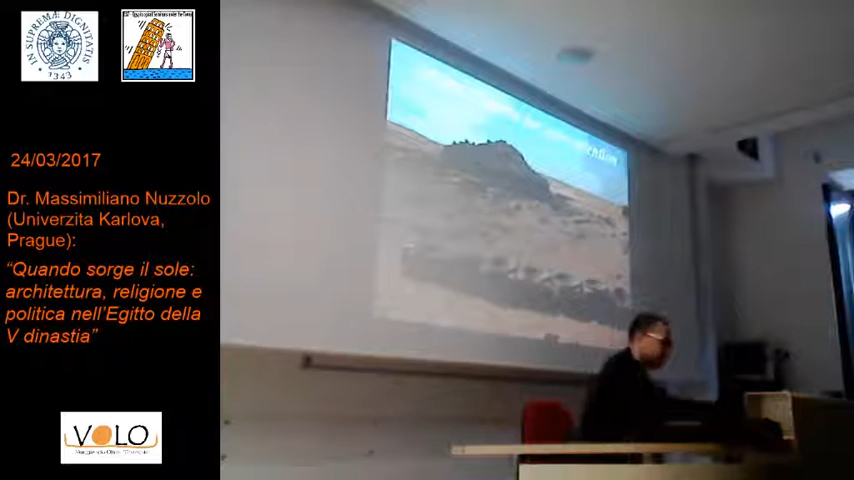 IN SUPREMÆ DIGNITATIS
·1343·
24/03/2017
Dr. Massimiliano Nuzzolo
(Univerzita Karlova,
Prague):
“Quando sorge il sole:
architettura, religione e
politica nell’Egitto della
V dinastia”
VOLO